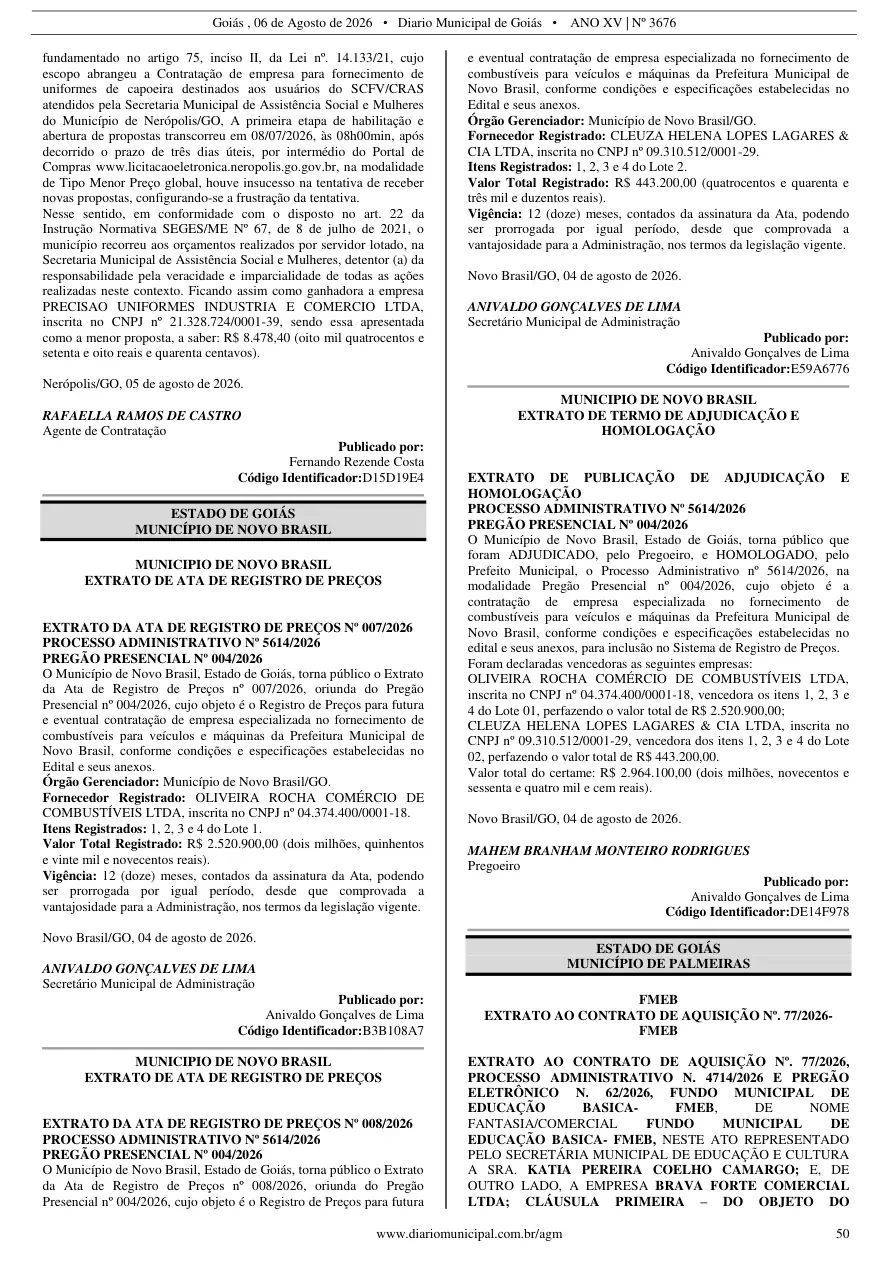 Goiás , 06 de Agosto de 2026 • Diario Municipal de Goiás • ANO XV | Nº 3676
fundamentado no artigo 75, inciso II, da Lei nº. 14.133/21, cujo
escopo abrangeu a Contratação de empresa para fornecimento de
uniformes de capoeira destinados aos usuários do SCFV/CRAS
atendidos pela Secretaria Municipal de Assistência Social e Mulheres
do Município de Nerópolis/GO, A primeira etapa de habilitação e
abertura de propostas transcorreu em 08/07/2026, às 08h00min, após
decorrido o prazo de três dias úteis, por intermédio do Portal de
Compras www.licitacaoeletronica.neropolis.go.gov.br, na modalidade
de Tipo Menor Preço global, houve insucesso na tentativa de receber
novas propostas, configurando-se a frustração da tentativa.
Nesse sentido, em conformidade com o disposto no art. 22 da
Instrução Normativa SEGES/ME Nº 67, de 8 de julho de 2021, o
município recorreu aos orçamentos realizados por servidor lotado, na
Secretaria Municipal de Assistência Social e Mulheres, detentor (a) da
responsabilidade pela veracidade e imparcialidade de todas as ações
realizadas neste contexto. Ficando assim como ganhadora a empresa
PRECISAO UNIFORMES INDUSTRIA E COMERCIO LTDA,
inscrita no CNPJ nº 21.328.724/0001-39, sendo essa apresentada
como a menor proposta, a saber: R$ 8.478,40 (oito mil quatrocentos e
setenta e oito reais e quarenta centavos).
Nerópolis/GO, 05 de agosto de 2026.
RAFAELLA RAMOS DE CASTRO
Agente de Contratação
Publicado por:
Fernando Rezende Costa
Código Identificador:D15D19E4
ESTADO DE GOIÁS
MUNICÍPIO DE NOVO BRASIL
MUNICIPIO DE NOVO BRASIL
EXTRATO DE ATA DE REGISTRO DE PREÇOS
EXTRATO DA ATA DE REGISTRO DE PREÇOS Nº 007/2026
PROCESSO ADMINISTRATIVO Nº 5614/2026
PREGÃO PRESENCIAL Nº 004/2026
O Município de Novo Brasil, Estado de Goiás, torna público o Extrato
da Ata de Registro de Preços nº 007/2026, oriunda do Pregão
Presencial nº 004/2026, cujo objeto é o Registro de Preços para futura
e eventual contratação de empresa especializada no fornecimento de
combustíveis para veículos e máquinas da Prefeitura Municipal de
Novo Brasil, conforme condições e especificações estabelecidas no
Edital e seus anexos.
Órgão Gerenciador: Município de Novo Brasil/GO.
Fornecedor Registrado: OLIVEIRA ROCHA COMÉRCIO DE
COMBUSTÍVEIS LTDA, inscrita no CNPJ nº 04.374.400/0001-18.
Itens Registrados: 1, 2, 3 e 4 do Lote 1.
Valor Total Registrado: R$ 2.520.900,00 (dois milhões, quinhentos
e vinte mil e novecentos reais).
Vigência: 12 (doze) meses, contados da assinatura da Ata, podendo
ser prorrogada por igual período, desde que comprovada a
vantajosidade para a Administração, nos termos da legislação vigente.
Novo Brasil/GO, 04 de agosto de 2026.
ANIVALDO GONÇALVES DE LIMA
Secretário Municipal de Administração
Publicado por:
Anivaldo Gonçalves de Lima
Código Identificador:B3B108A7
MUNICIPIO DE NOVO BRASIL
EXTRATO DE ATA DE REGISTRO DE PREÇOS
EXTRATO DA ATA DE REGISTRO DE PREÇOS Nº 008/2026
PROCESSO ADMINISTRATIVO Nº 5614/2026
PREGÃO PRESENCIAL Nº 004/2026
O Município de Novo Brasil, Estado de Goiás, torna público o Extrato
da Ata de Registro de Preços nº 008/2026, oriunda do Pregão
Presencial nº 004/2026, cujo objeto é o Registro de Preços para futura
e eventual contratação de empresa especializada no fornecimento de
combustíveis para veículos e máquinas da Prefeitura Municipal de
Novo Brasil, conforme condições e especificações estabelecidas no
Edital e seus anexos.
Órgão Gerenciador: Município de Novo Brasil/GO.
Fornecedor Registrado: CLEUZA HELENA LOPES LAGARES &
CIA LTDA, inscrita no CNPJ nº 09.310.512/0001-29.
Itens Registrados: 1, 2, 3 e 4 do Lote 2.
Valor Total Registrado: R$ 443.200,00 (quatrocentos e quarenta e
três mil e duzentos reais).
Vigência: 12 (doze) meses, contados da assinatura da Ata, podendo
ser prorrogada por igual período, desde que comprovada a
vantajosidade para a Administração, nos termos da legislação vigente.
Novo Brasil/GO, 04 de agosto de 2026.
ANIVALDO GONÇALVES DE LIMA
Secretário Municipal de Administração
Publicado por:
Anivaldo Gonçalves de Lima
Código Identificador:E59A6776
MUNICIPIO DE NOVO BRASIL
EXTRATO DE TERMO DE ADJUDICAÇÃO E
HOMOLOGAÇÃO
EXTRATO DE PUBLICAÇÃO DE ADJUDICAÇÃO E
HOMOLOGAÇÃO
PROCESSO ADMINISTRATIVO Nº 5614/2026
PREGÃO PRESENCIAL Nº 004/2026
O Município de Novo Brasil, Estado de Goiás, torna público que
foram ADJUDICADO, pelo Pregoeiro, e HOMOLOGADO, pelo
Prefeito Municipal, o Processo Administrativo nº 5614/2026, na
modalidade Pregão Presencial nº 004/2026, cujo objeto é a
contratação de empresa especializada no fornecimento de
combustíveis para veículos e máquinas da Prefeitura Municipal de
Novo Brasil, conforme condições e especificações estabelecidas no
edital e seus anexos, para inclusão no Sistema de Registro de Preços.
Foram declaradas vencedoras as seguintes empresas:
OLIVEIRA ROCHA COMÉRCIO DE COMBUSTÍVEIS LTDA,
inscrita no CNPJ nº 04.374.400/0001-18, vencedora os itens 1, 2, 3 e
4 do Lote 01, perfazendo o valor total de R$ 2.520.900,00;
CLEUZA HELENA LOPES LAGARES & CIA LTDA, inscrito no
CNPJ nº 09.310.512/0001-29, vencedora dos itens 1, 2, 3 e 4 do Lote
02, perfazendo o valor total de R$ 443.200,00.
Valor total do certame: R$ 2.964.100,00 (dois milhões, novecentos e
sessenta e quatro mil e cem reais).
Novo Brasil/GO, 04 de agosto de 2026.
MAHEM BRANHAM MONTEIRO RODRIGUES
Pregoeiro
Publicado por:
Anivaldo Gonçalves de Lima
Código Identificador:DE14F978
ESTADO DE GOIÁS
MUNICÍPIO DE PALMEIRAS
FMEB
EXTRATO AO CONTRATO DE AQUISIÇÃO Nº. 77/2026-
FMEB
EXTRATO AO CONTRATO DE AQUISIÇÃO Nº. 77/2026,
PROCESSO ADMINISTRATIVO N. 4714/2026 E PREGÃO
ELETRÔNICO N. 62/2026, FUNDO MUNICIPAL DE
EDUCAÇÃO BASICA- FMEB, DE NOME
FANTASIA/COMERCIAL FUNDO MUNICIPAL DE
EDUCAÇÃO BASICA- FMEB, NESTE ATO REPRESENTADO
PELO SECRETÁRIA MUNICIPAL DE EDUCAÇÃO E CULTURA
A SRA. KATIA PEREIRA COELHO CAMARGO; E, DE
OUTRO LADO, A EMPRESA BRAVA FORTE COMERCIAL
LTDA; CLÁUSULA PRIMEIRA – DO OBJETO DO
www.diariomunicipal.com.br/agm 50